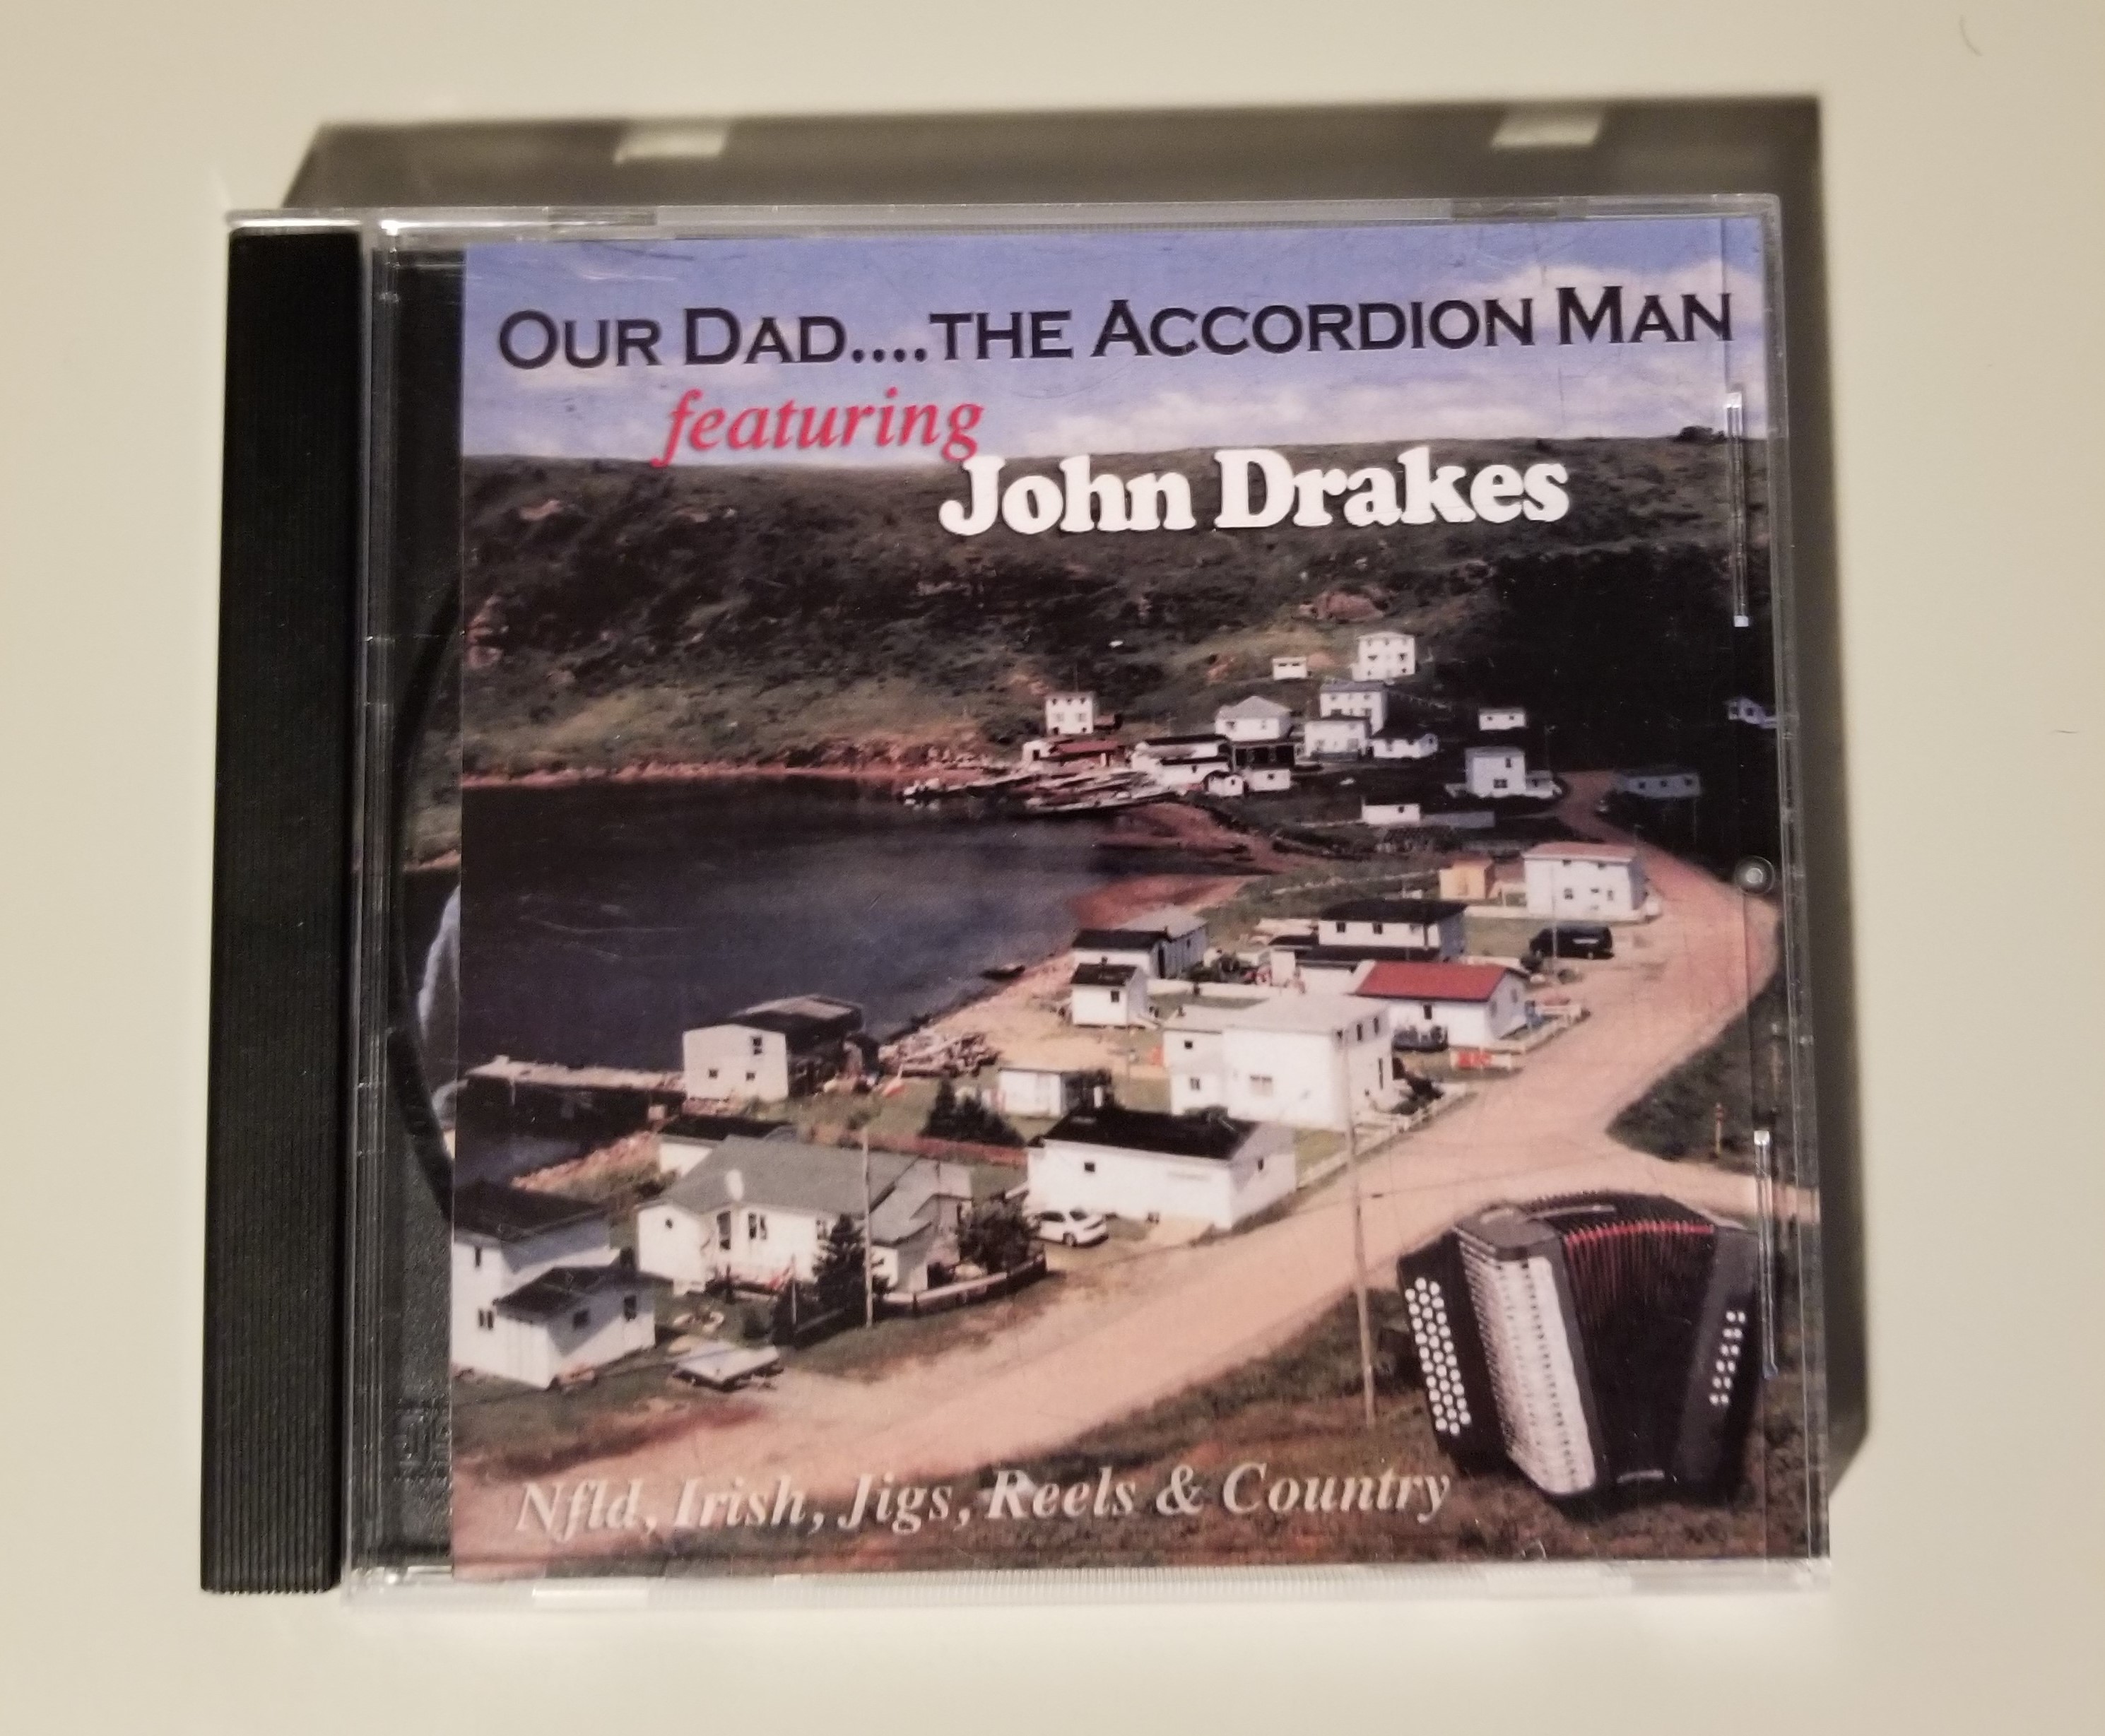 Our Dad....the Accordion Man
featuring
John Drakes
Nfld, Irish, Jigs, Reels & Country